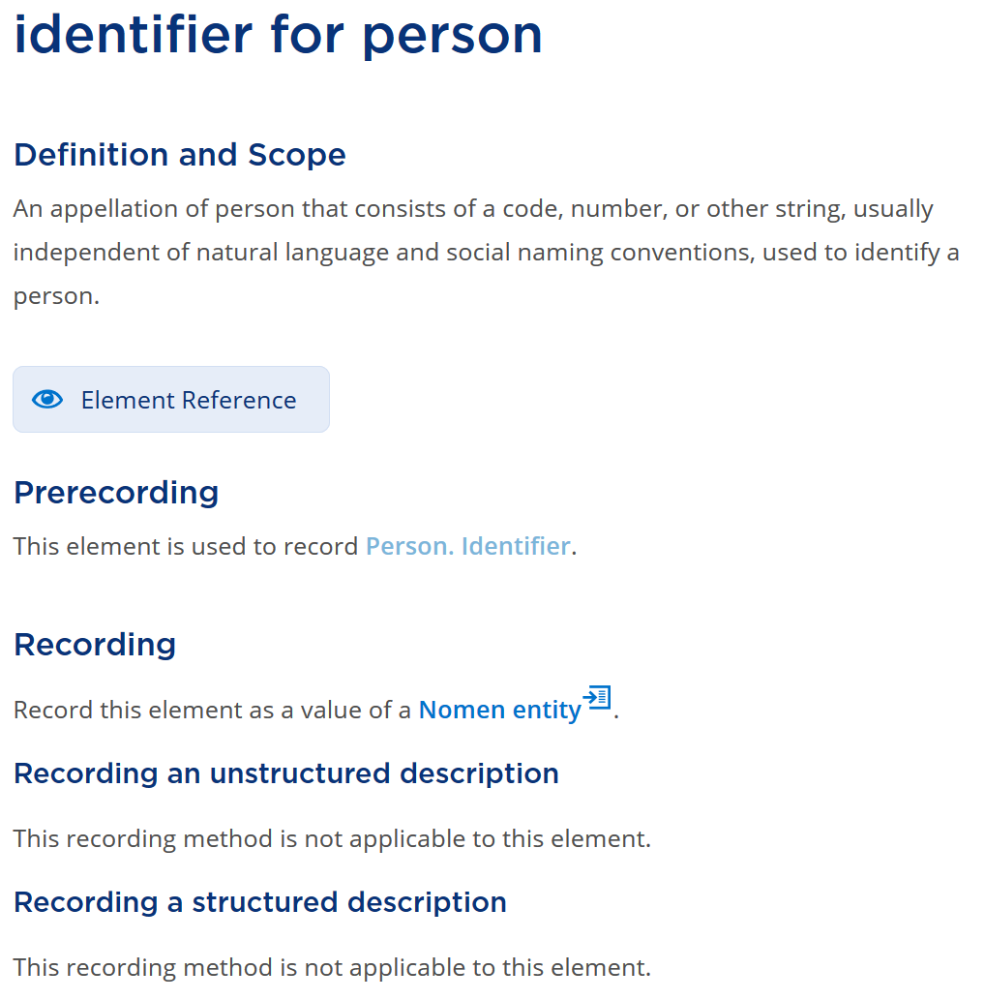 identifier for person
Definition and Scope
An appellation of person that consists of a code, number, or other string, usually
independent of natural language and social naming conventions, used to identify a
person.
Element Reference
Prerecording
This element is used to record Person. Identifier.
Recording
Record this element as a value of a Nomen entity.
Recording an unstructured description
This recording method is not applicable to this element.
Recording a structured description
This recording method is not applicable to this element.